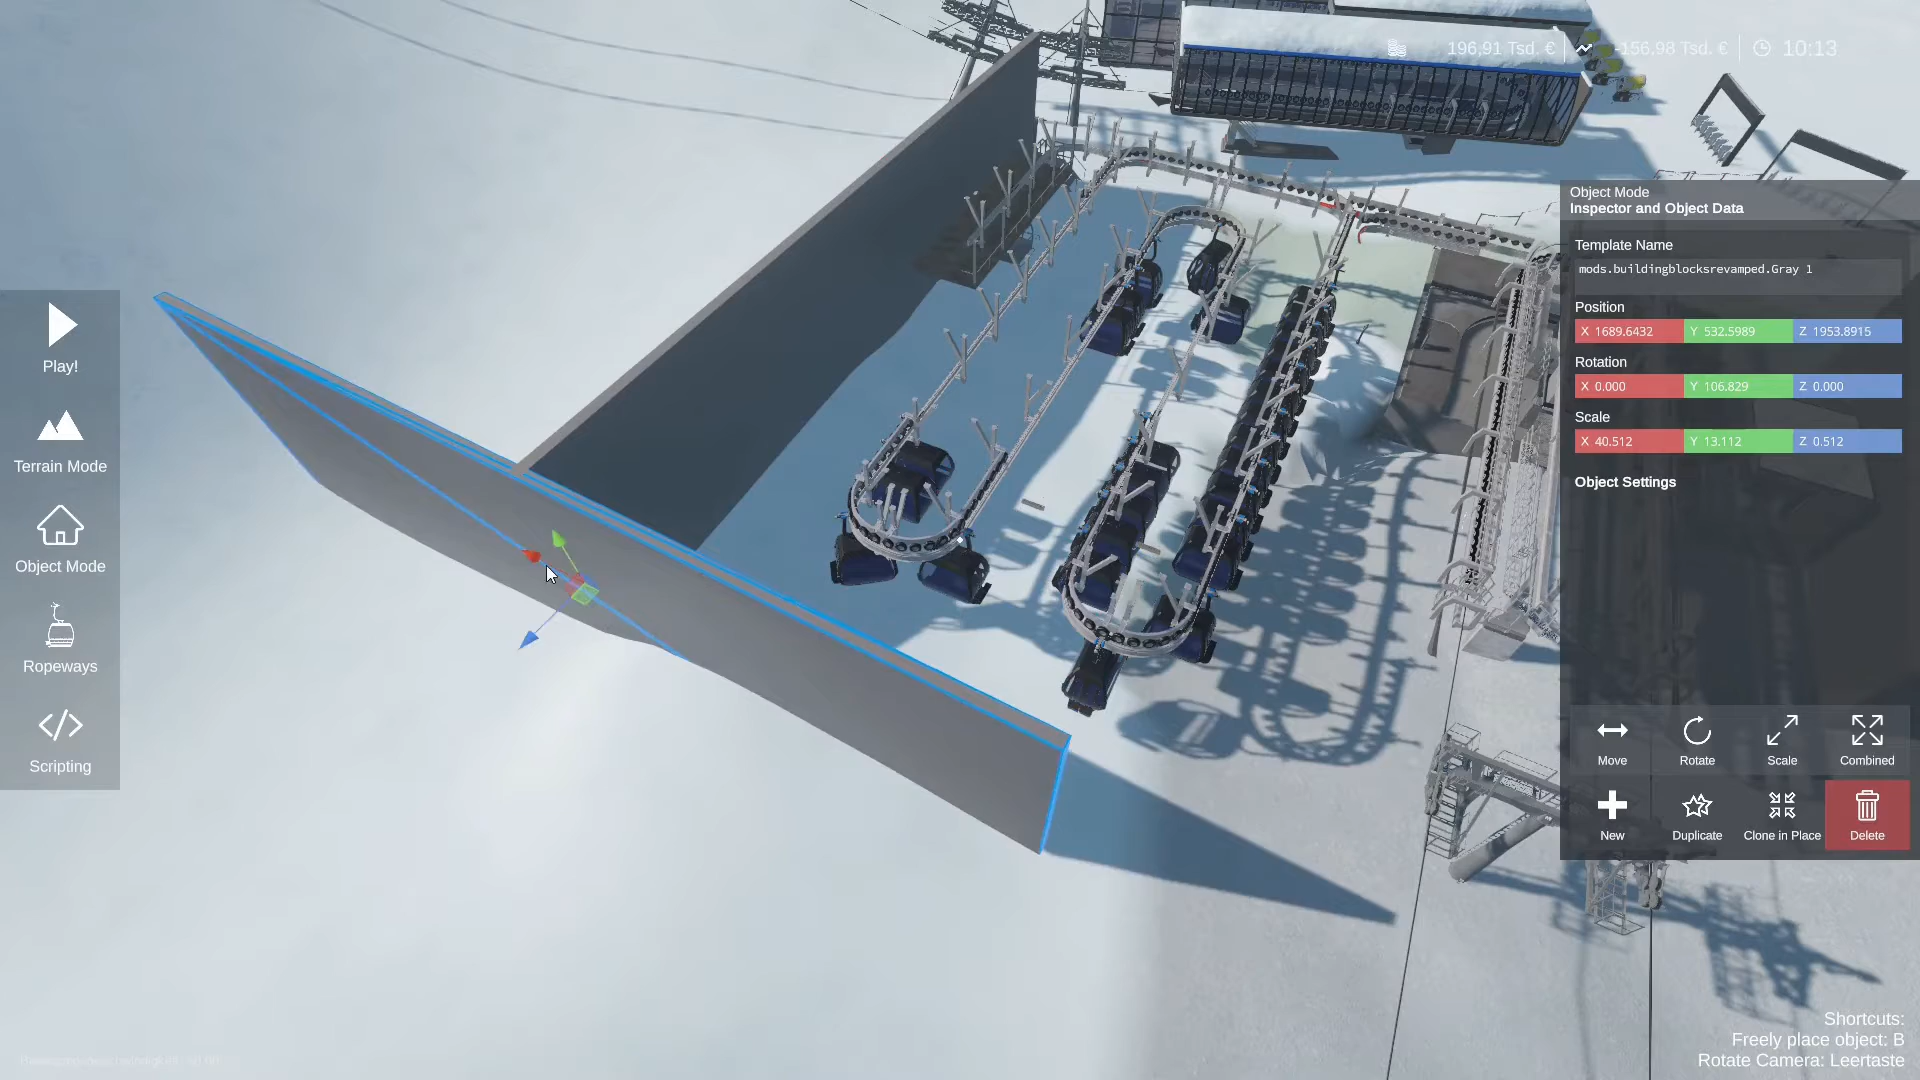 196,91 Tsd. €
-156,98 Tsd. €
10:13
Object Mode
Inspector and Object Data
Template Name
mods.buildingblocksrevamped.Gray 1
Position
X 1689.6432 Y 532.5989 Z 1953.8915
Rotation
X 0.000 Y 106.829 Z 0.000
Scale
X 40.512 Y 13.112 Z 0.512
Object Settings
Play!
Terrain Mode
Object Mode
Ropeways
Scripting
Move Rotate Scale Combined
New Duplicate Clone in Place Delete
Shortcuts:
Freely place object: B
Rotate Camera: Leertaste